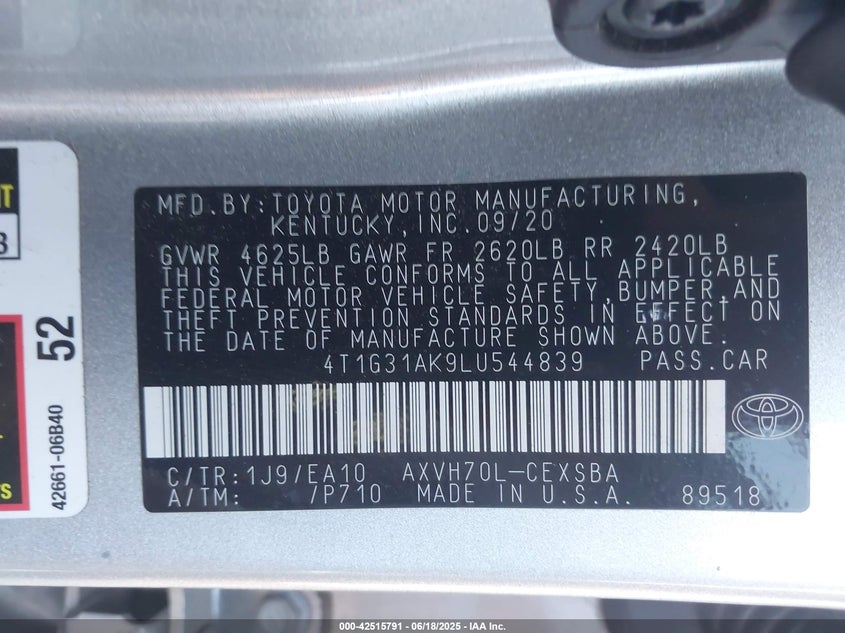 MFD.BY:TOYOTA MOTOR MANUFACTURING,
KENTUCKY,INC.09/20
GVWR 4625LB GAWR FR 2620LB RR 2420LB
THIS VEHICLE CONFORMS TO ALL APPLICABLE
FEDERAL MOTOR VEHICLE SAFETY,BUMPER,AND
THEFT PREVENTION STANDARDS IN EFFECT ON
THE DATE OF MANUFACTURE SHOWN ABOVE.
4T1G31AK9LU544839 PASS.CAR
C/TR:1J9/EA10 AXVH70L-CEXSBA
A/TM: /P710 MADE IN U.S.A. 89518
52
42661-06B40
000-42515791 - 06/18/2025 - IAA Inc.